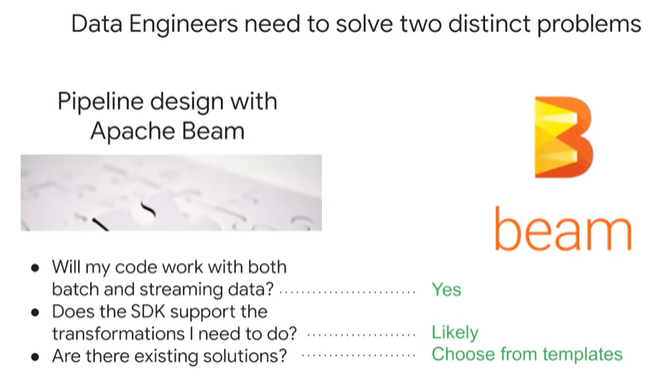 Data Engineers need to solve two distinct problems
Pipeline design with
Apache Beam
beam
● Will my code work with both
batch and streaming data? ........................ Yes
● Does the SDK support the
transformations I need to do? ................... Likely
● Are there existing solutions? .................... Choose from templates